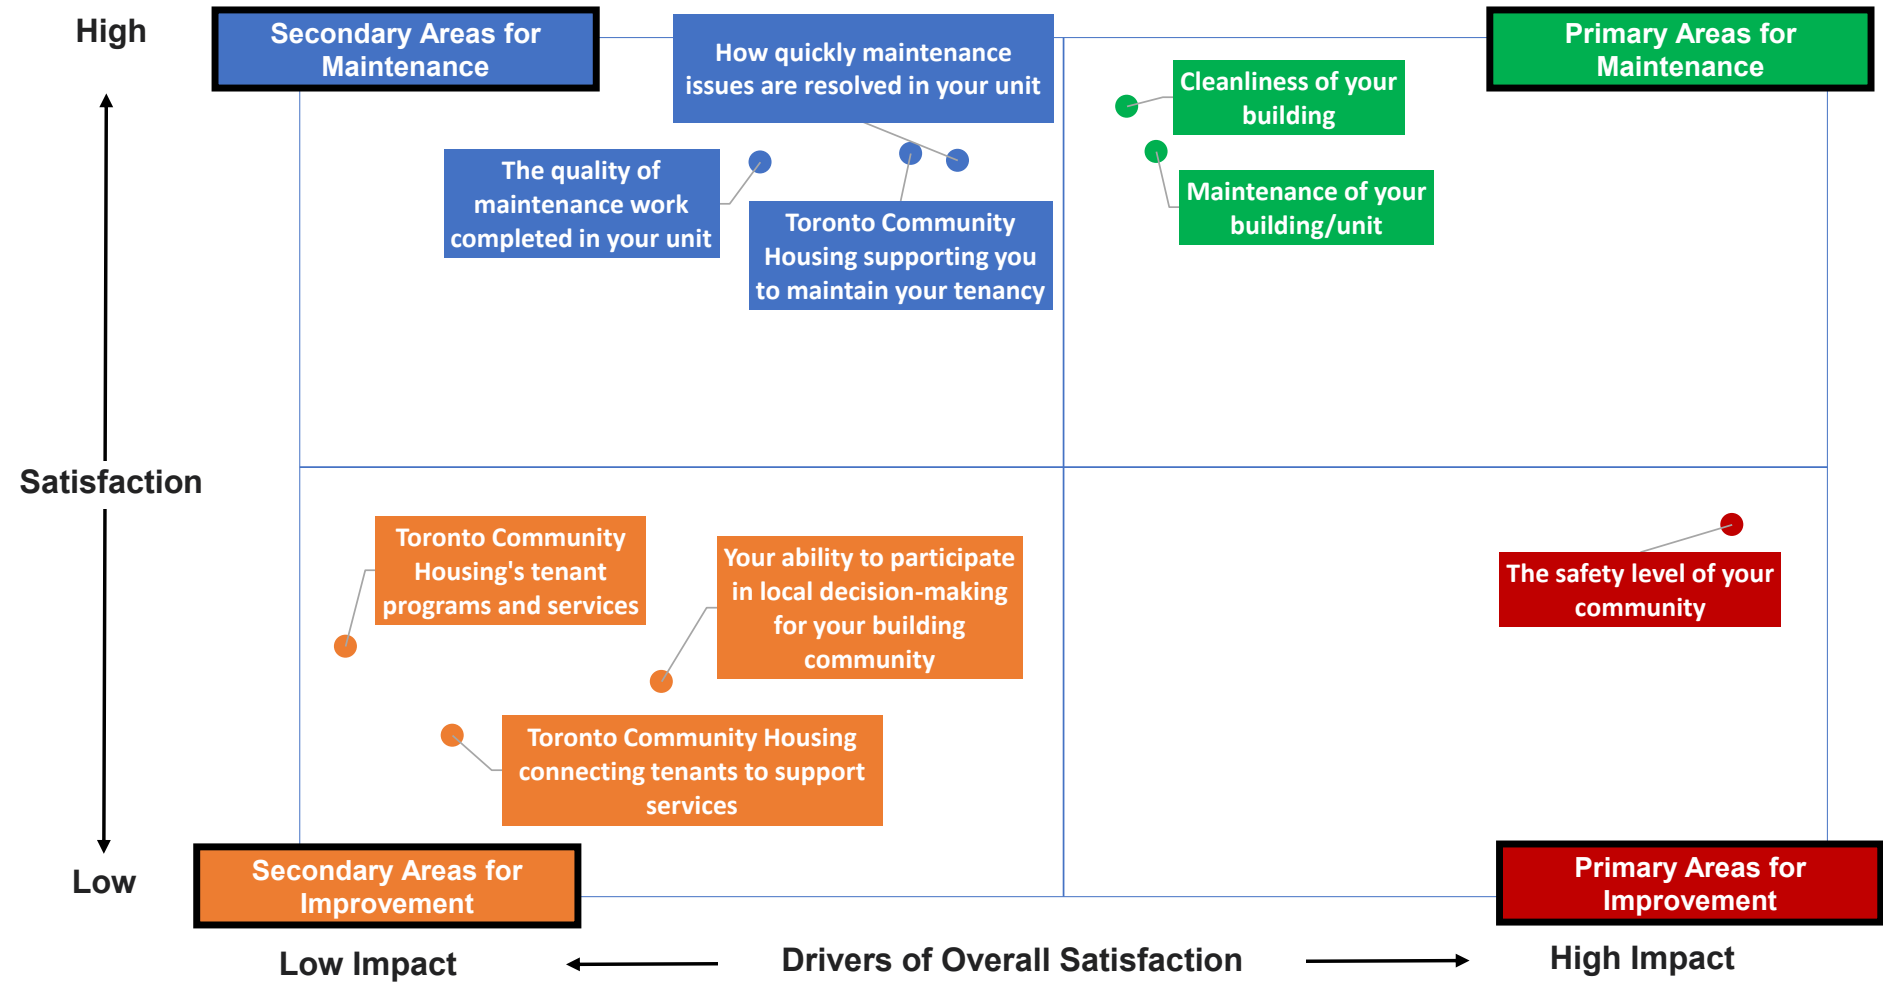 High
Secondary Areas for
Maintenance
How quickly maintenance
issues are resolved in your unit
Primary Areas for
Maintenance
Cleanliness of your
building
The quality of
maintenance work
completed in your unit
Maintenance of your
building/unit
Toronto Community
Housing supporting you
to maintain your tenancy
Satisfaction
Toronto Community
Housing's tenant
programs and services
Your ability to participate
in local decision-making
for your building
community
The safety level of your
community
Toronto Community Housing
connecting tenants to support
services
Low
Secondary Areas for
Improvement
Primary Areas for
Improvement
Low Impact
Drivers of Overall Satisfaction
High Impact